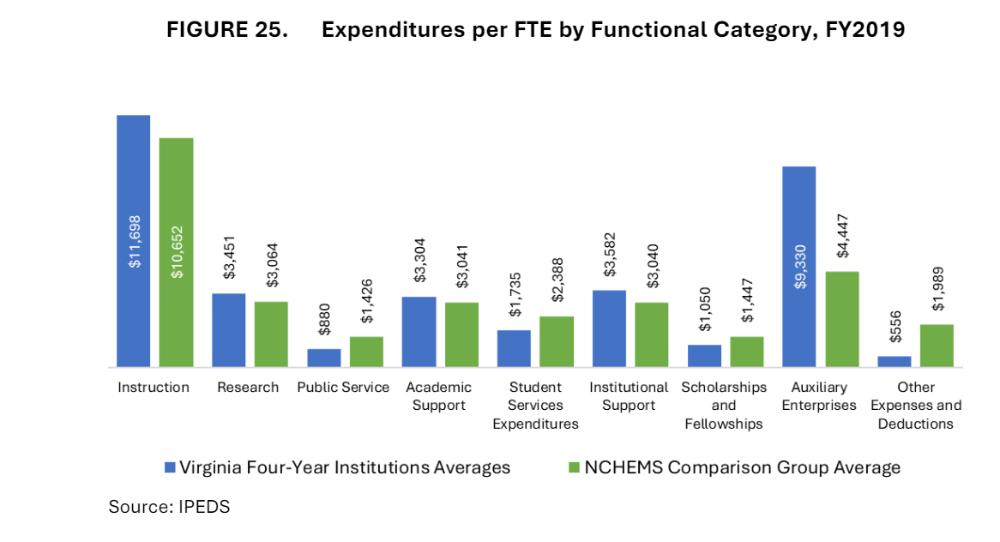 FIGURE 25. Expenditures per FTE by Functional Category, FY2019
$11,698
$10,652
$3,451
$3,064
$880
$1,426
$3,304
$3,041
$1,735
$2,388
$3,582
$3,040
$1,050
$1,447
$9,330
$4,447
$556
$1,989
Instruction
Research
Public Service
Academic
Support
Student
Services
Expenditures
Institutional
Support
Scholarships
and
Fellowships
Auxiliary
Enterprises
Other
Expenses and
Deductions
Virginia Four-Year Institutions Averages
NCHEMS Comparison Group Average
Source: IPEDS